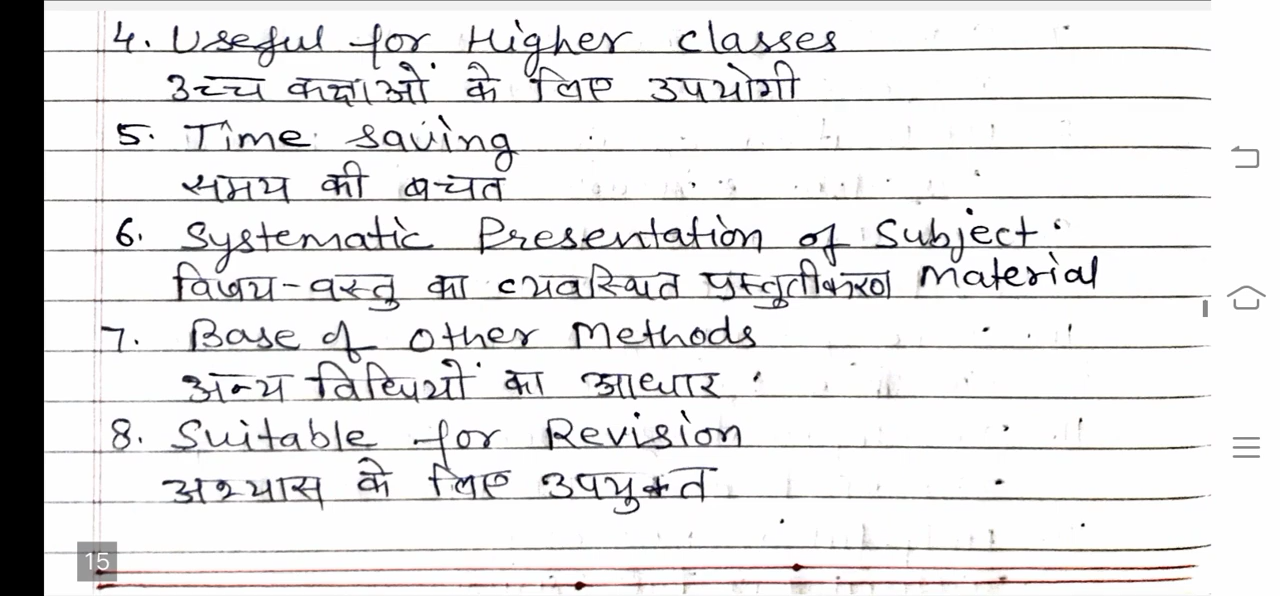 4. Useful for Higher classes
उच्च कक्षाओं के लिए उपयोगी
5. Time saving
समय की बचत
6. Systematic Presentation of Subject
विषय-वस्तु का व्यवस्थित प्रस्तुतीकरण Material
7. Base of Other Methods
अन्य विधियों का आधार
8. Suitable for Revision
अभ्यास के लिए उपयुक्त
15